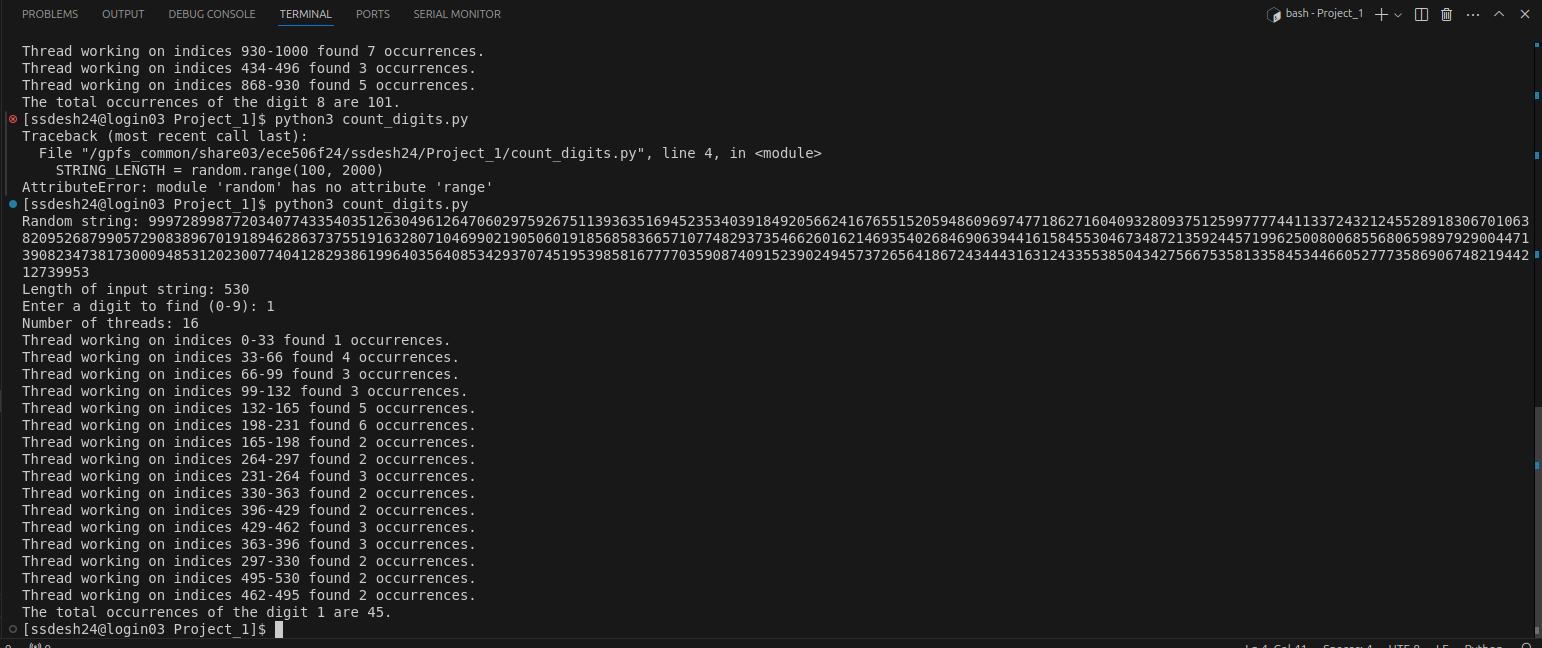 PROBLEMS OUTPUT DEBUG CONSOLE TERMINAL PORTS SERIAL MONITOR bash - Project_1
Thread working on indices 930-1000 found 7 occurrences.
Thread working on indices 434-496 found 3 occurrences.
Thread working on indices 868-930 found 5 occurrences.
The total occurrences of the digit 8 are 101.
[ssdesh24@login03 Project_1]$ python3 count_digits.py
Traceback (most recent call last):
File "/gpfs_common/share03/ece506f24/ssdesh24/Project_1/count_digits.py", line 4, in <module>
STRING_LENGTH = random.range(100, 2000)
AttributeError: module 'random' has no attribute 'range'
[ssdesh24@login03 Project_1]$ python3 count_digits.py
Random string:
Length of input string: 530
Enter a digit to find (0-9): 1
Number of threads: 16
Thread working on indices 0-33 found 1 occurrences.
Thread working on indices 33-66 found 4 occurrences.
Thread working on indices 66-99 found 3 occurrences.
Thread working on indices 99-132 found 3 occurrences.
Thread working on indices 132-165 found 5 occurrences.
Thread working on indices 198-231 found 6 occurrences.
Thread working on indices 165-198 found 2 occurrences.
Thread working on indices 264-297 found 2 occurrences.
Thread working on indices 231-264 found 3 occurrences.
Thread working on indices 330-363 found 2 occurrences.
Thread working on indices 396-429 found 2 occurrences.
Thread working on indices 429-462 found 3 occurrences.
Thread working on indices 363-396 found 3 occurrences.
Thread working on indices 297-330 found 2 occurrences.
Thread working on indices 495-530 found 2 occurrences.
Thread working on indices 462-495 found 2 occurrences.
The total occurrences of the digit 1 are 45.
[ssdesh24@login03 Project_1]$